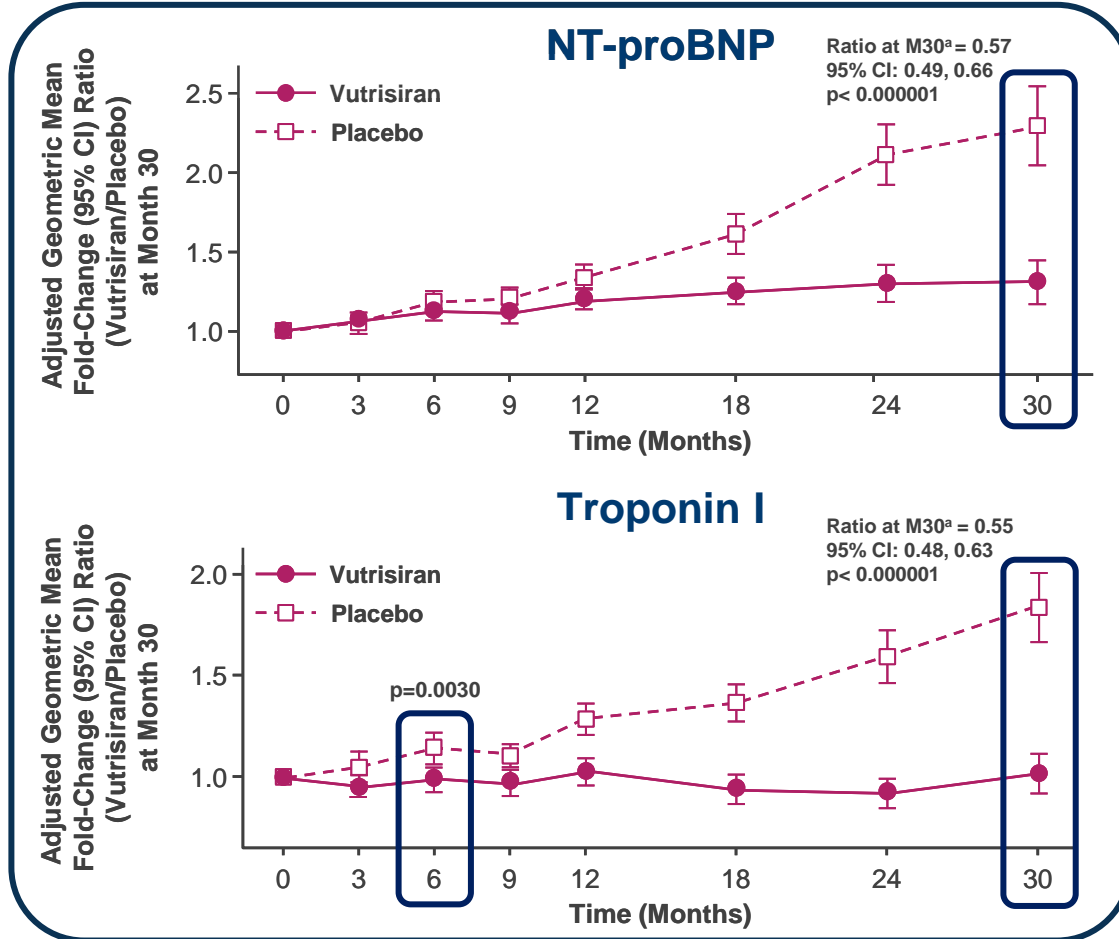 NT-proBNP
Ratio at M30ᵃ = 0.57
95% CI: 0.49, 0.66
p< 0.000001
Adjusted Geometric Mean
Fold-Change (95% CI) Ratio
(Vutrisiran/Placebo)
at Month 30
Vutrisiran
Placebo
2.5
2.0
1.5
1.0
0 3 6 9 12 18 24 30
Time (Months)
Troponin I
Ratio at M30ᵃ = 0.55
95% CI: 0.48, 0.63
p< 0.000001
Adjusted Geometric Mean
Fold-Change (95% CI) Ratio
(Vutrisiran/Placebo)
at Month 30
Vutrisiran
Placebo
2.0
1.5
1.0
p=0.0030
0 3 6 9 12 18 24 30
Time (Months)